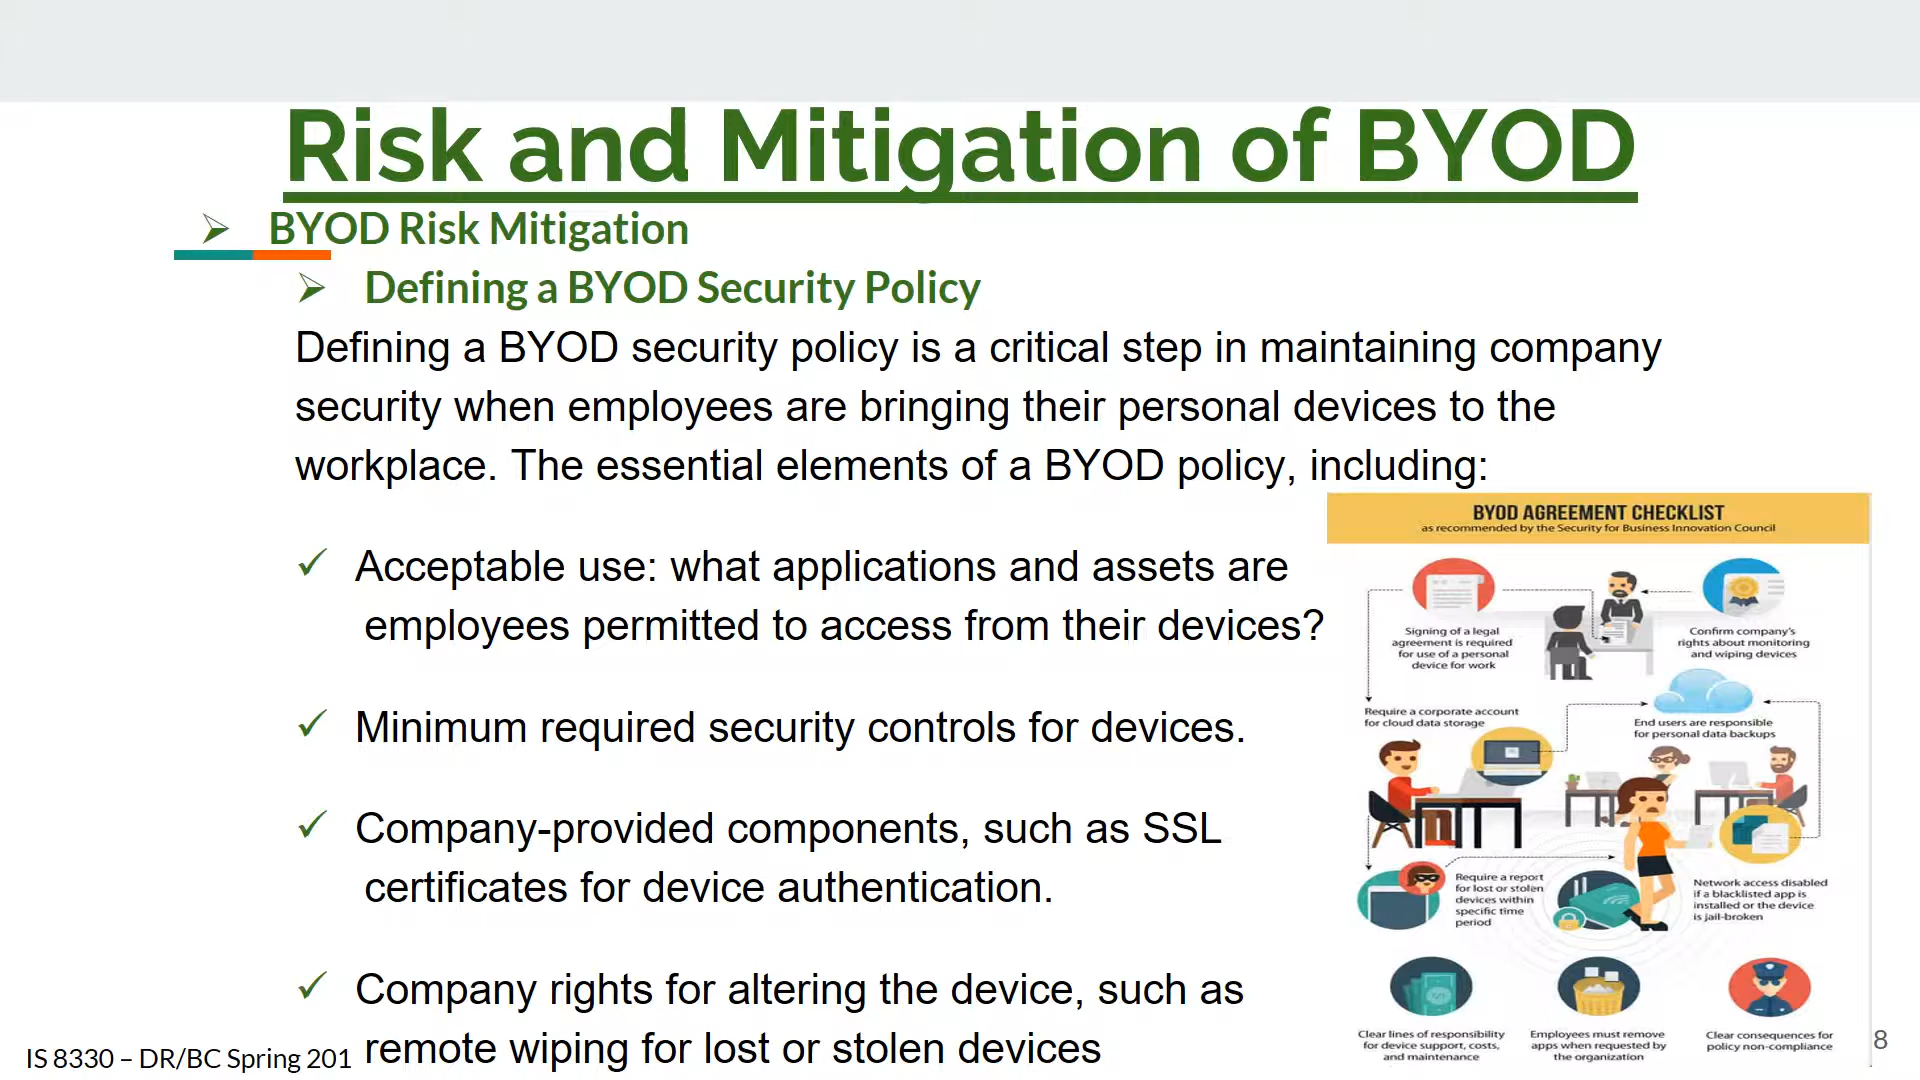 Risk and Mitigation of BYOD
BYOD Risk Mitigation
Defining a BYOD Security Policy
Defining a BYOD security policy is a critical step in maintaining company
security when employees are bringing their personal devices to the
workplace. The essential elements of a BYOD policy, including:
Acceptable use: what applications and assets are
employees permitted to access from their devices?
Minimum required security controls for devices.
Company-provided components, such as SSL
certificates for device authentication.
Company rights for altering the device, such as
remote wiping for lost or stolen devices
BYOD AGREEMENT CHECKLIST
as recommended by the Security for Business Innovation Council
Signing of a legal
agreement is required
for use of a personal
device for work
Confirm company's
rights about monitoring
and wiping devices
Require a corporate account
for cloud data storage
End users are responsible
for personal data backups
Require a report
for lost or stolen
devices within
specific time
period
Network access disabled
if a blacklisted app is
installed or the device
is jail-broken
Clear lines of responsibility
for device support, costs,
and maintenance
Employees must remove
apps when requested by
the organization
Clear consequences for
policy non-compliance
IS 8330 – DR/BC Spring 201
8